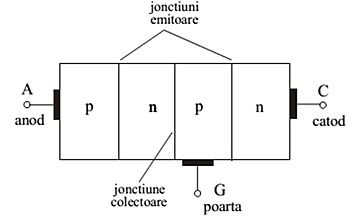 jonctiuni
emitoare
A
anod
p
n
p
n
C
catod
jonctiune
colectoare
G
poarta